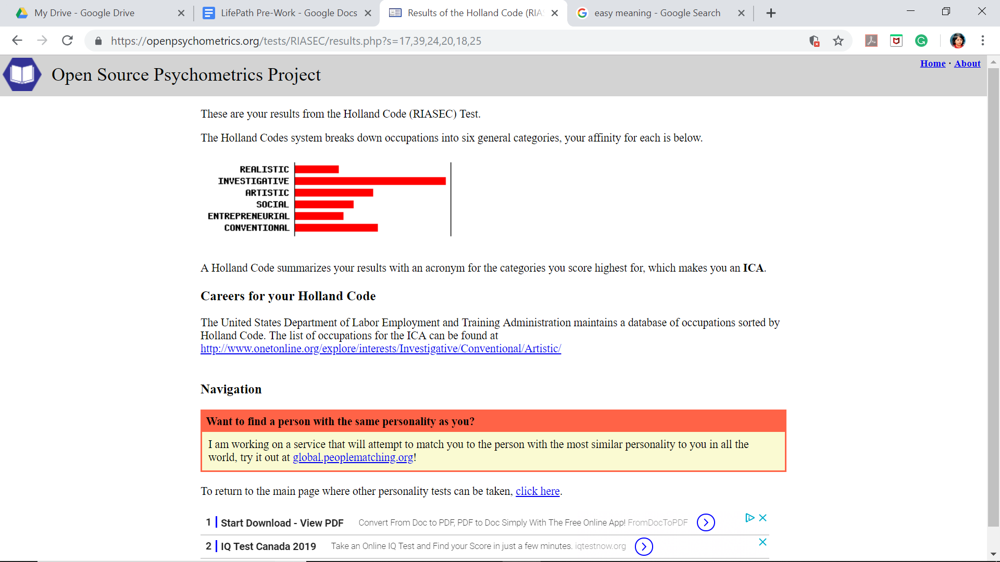 My Drive - Google Drive
LifePath Pre-Work - Google Docs
Results of the Holland Code (RIAS
easy meaning - Google Search
https://openpsychometrics.org/tests/RIASEC/results.php?s=17,39,24,20,18,25
Home · About
Open Source Psychometrics Project
These are your results from the Holland Code (RIASEC) Test.
The Holland Codes system breaks down occupations into six general categories, your affinity for each is below.
REALISTIC
INVESTIGATIVE
ARTISTIC
SOCIAL
ENTREPRENEURIAL
CONVENTIONAL
A Holland Code summarizes your results with an acronym for the categories you score highest for, which makes you an ICA.
Careers for your Holland Code
The United States Department of Labor Employment and Training Administration maintains a database of occupations sorted by
Holland Code. The list of occupations for the ICA can be found at
http://www.onetonline.org/explore/interests/Investigative/Conventional/Artistic/
Navigation
Want to find a person with the same personality as you?
I am working on a service that will attempt to match you to the person with the most similar personality to you in all the
world, try it out at global.peoplematching.org!
To return to the main page where other personality tests can be taken, click here.
1 Start Download - View PDF Convert From Doc to PDF, PDF to Doc Simply With The Free Online App! FromDocToPDF
2 IQ Test Canada 2019 Take an Online IQ Test and Find your Score in just a few minutes. iqtestnow.org